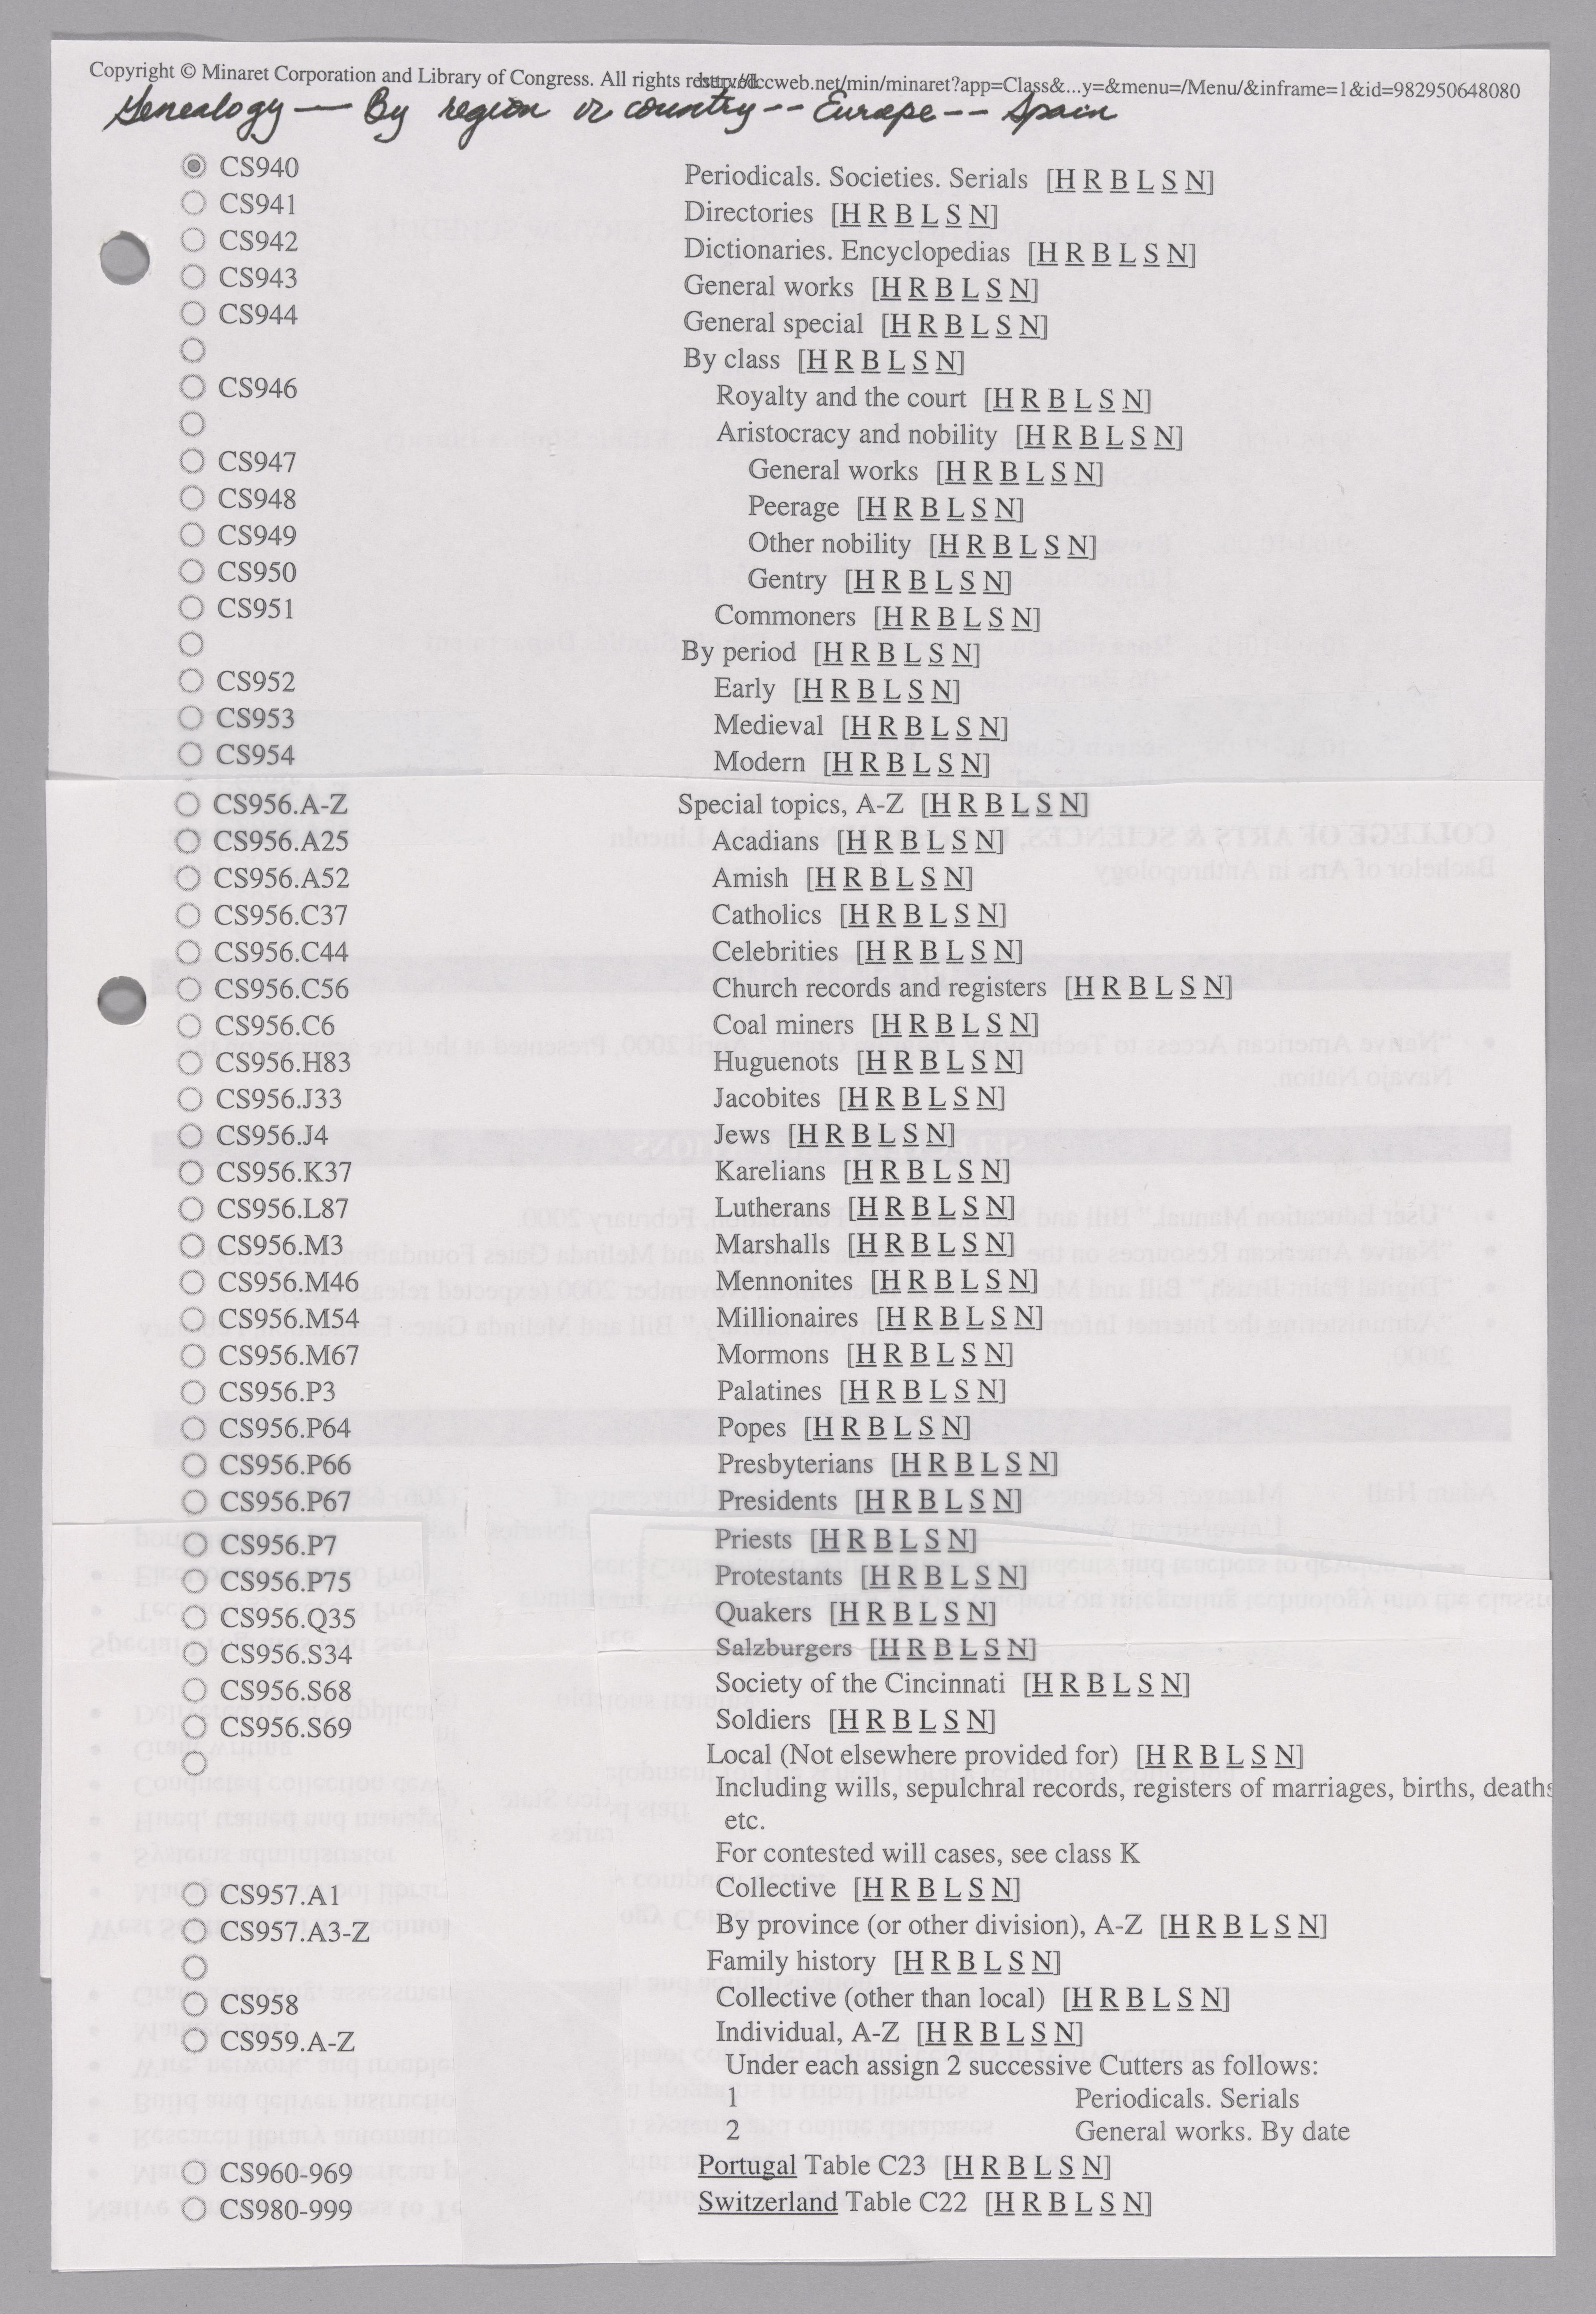 Copyright © Minaret Corporation and Library of Congress. All rights reserved. http://lccweb.net/min/minaret?app=Class&...y=&menu=/Menu/&inframe=1&id=982950648080
Genealogy — By region or country -- Europe -- Spain
CS940 Periodicals. Societies. Serials [H R B L S N]
CS941 Directories [H R B L S N]
CS942 Dictionaries. Encyclopedias [H R B L S N]
CS943 General works [H R B L S N]
CS944 General special [H R B L S N]
By class [H R B L S N]
CS946 Royalty and the court [H R B L S N]
Aristocracy and nobility [H R B L S N]
CS947 General works [H R B L S N]
CS948 Peerage [H R B L S N]
CS949 Other nobility [H R B L S N]
CS950 Gentry [H R B L S N]
CS951 Commoners [H R B L S N]
By period [H R B L S N]
CS952 Early [H R B L S N]
CS953 Medieval [H R B L S N]
CS954 Modern [H R B L S N]
CS956.A-Z Special topics, A-Z [H R B L S N]
CS956.A25 Acadians [H R B L S N]
CS956.A52 Amish [H R B L S N]
CS956.C37 Catholics [H R B L S N]
CS956.C44 Celebrities [H R B L S N]
CS956.C56 Church records and registers [H R B L S N]
CS956.C6 Coal miners [H R B L S N]
CS956.H83 Huguenots [H R B L S N]
CS956.J33 Jacobites [H R B L S N]
CS956.J4 Jews [H R B L S N]
CS956.K37 Karelians [H R B L S N]
CS956.L87 Lutherans [H R B L S N]
CS956.M3 Marshalls [H R B L S N]
CS956.M46 Mennonites [H R B L S N]
CS956.M54 Millionaires [H R B L S N]
CS956.M67 Mormons [H R B L S N]
CS956.P3 Palatines [H R B L S N]
CS956.P64 Popes [H R B L S N]
CS956.P66 Presbyterians [H R B L S N]
CS956.P67 Presidents [H R B L S N]
CS956.P7 Priests [H R B L S N]
CS956.P75 Protestants [H R B L S N]
CS956.Q35 Quakers [H R B L S N]
CS956.S34 Salzburgers [H R B L S N]
CS956.S68 Society of the Cincinnati [H R B L S N]
CS956.S69 Soldiers [H R B L S N]
Local (Not elsewhere provided for) [H R B L S N]
Including wills, sepulchral records, registers of marriages, births, deaths
etc.
For contested will cases, see class K
CS957.A1 Collective [H R B L S N]
CS957.A3-Z By province (or other division), A-Z [H R B L S N]
Family history [H R B L S N]
CS958 Collective (other than local) [H R B L S N]
CS959.A-Z Individual, A-Z [H R B L S N]
Under each assign 2 successive Cutters as follows:
1 Periodicals. Serials
2 General works. By date
CS960-969 Portugal Table C23 [H R B L S N]
CS980-999 Switzerland Table C22 [H R B L S N]